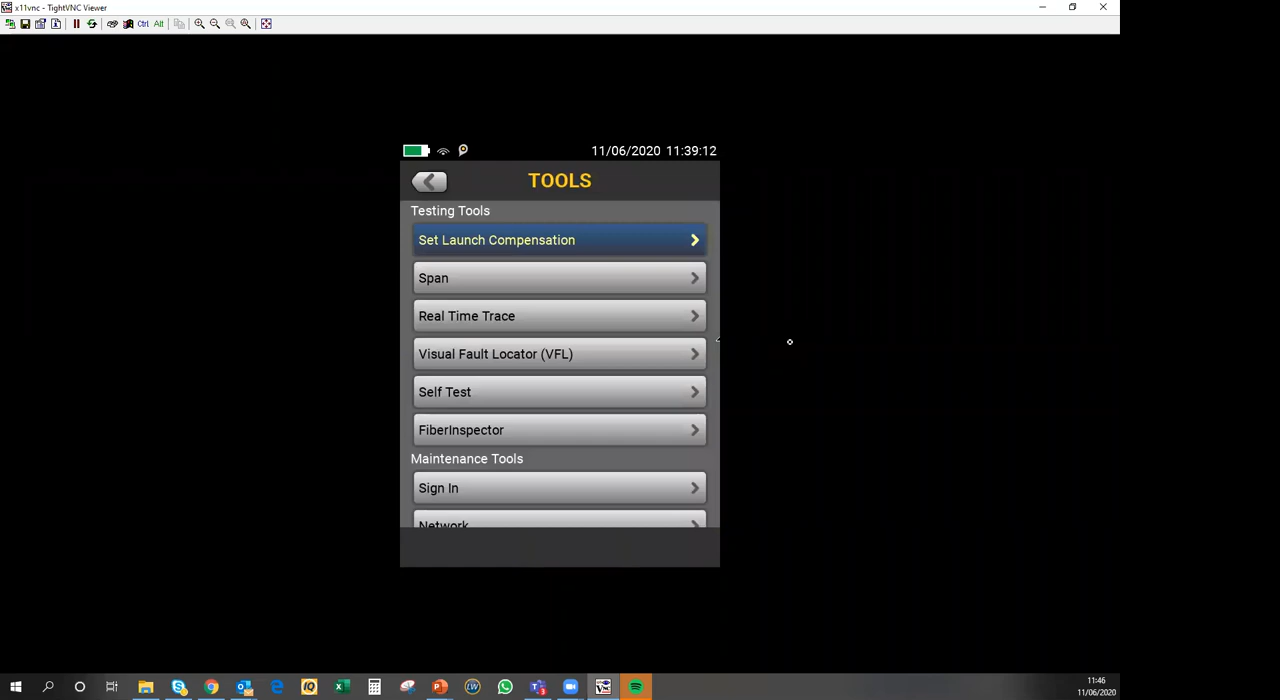 x11vnc - TightVNC Viewer
Ctrl Alt
11/06/2020 11:39:12
TOOLS
Testing Tools
Set Launch Compensation
Span
Real Time Trace
Visual Fault Locator (VFL)
Self Test
FiberInspector
Maintenance Tools
Sign In
Network
11:46
11/06/2020